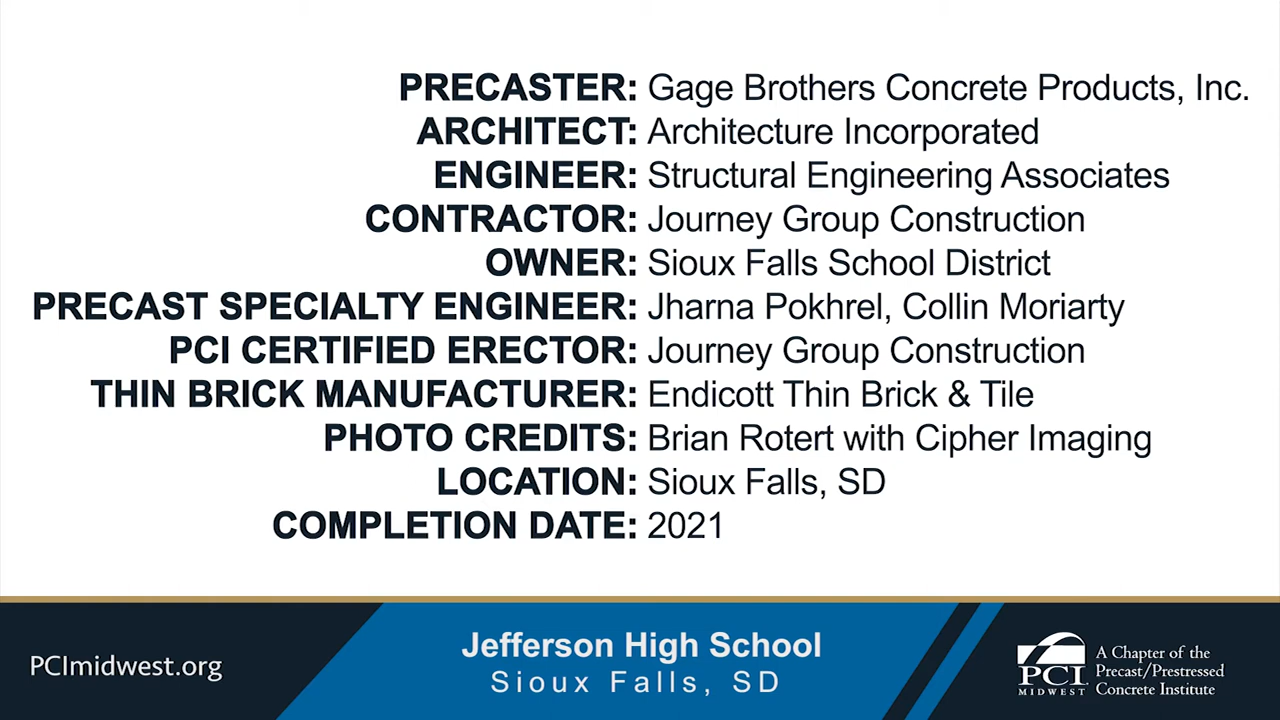 PRECASTER: Gage Brothers Concrete Products, Inc.
ARCHITECT: Architecture Incorporated
ENGINEER: Structural Engineering Associates
CONTRACTOR: Journey Group Construction
OWNER: Sioux Falls School District
PRECAST SPECIALTY ENGINEER: Jharna Pokhrel, Collin Moriarty
PCI CERTIFIED ERECTOR: Journey Group Construction
THIN BRICK MANUFACTURER: Endicott Thin Brick & Tile
PHOTO CREDITS: Brian Rotert with Cipher Imaging
LOCATION: Sioux Falls, SD
COMPLETION DATE: 2021
PCImidwest.org
Jefferson High School
Sioux Falls, SD
PCI
MIDWEST
A Chapter of the
Precast/Prestressed
Concrete Institute